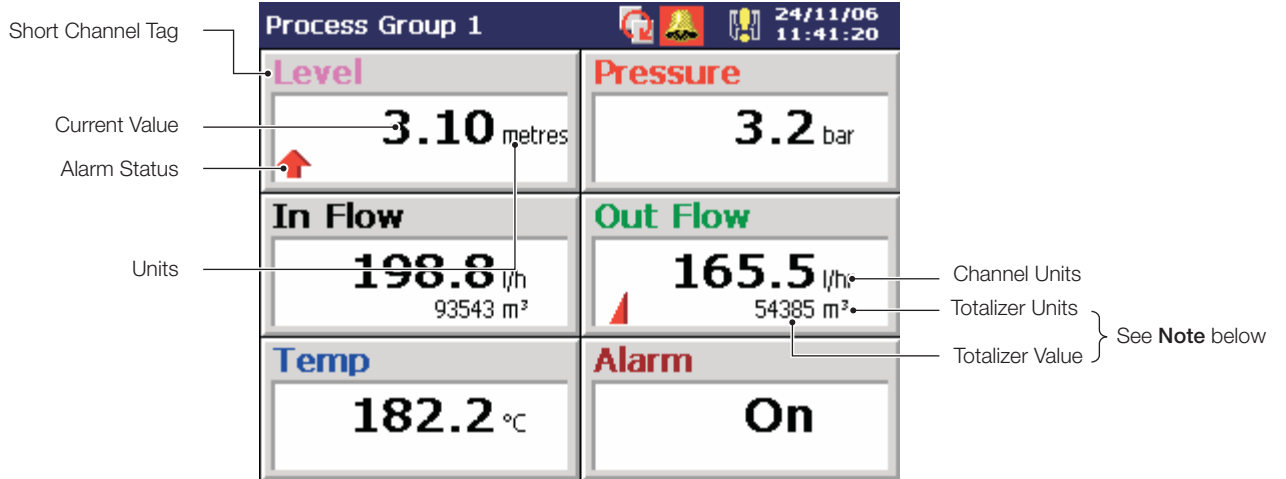 Process Group 1
24/11/06
11:41:20
Short Channel Tag
Level
Pressure
Current Value
3.10 metres
3.2 bar
Alarm Status
In Flow
Out Flow
Units
198.8 l/h
165.5 l/h
Channel Units
93543 m³
54385 m³
Totalizer Units
See Note below
Totalizer Value
Temp
Alarm
182.2 °C
On